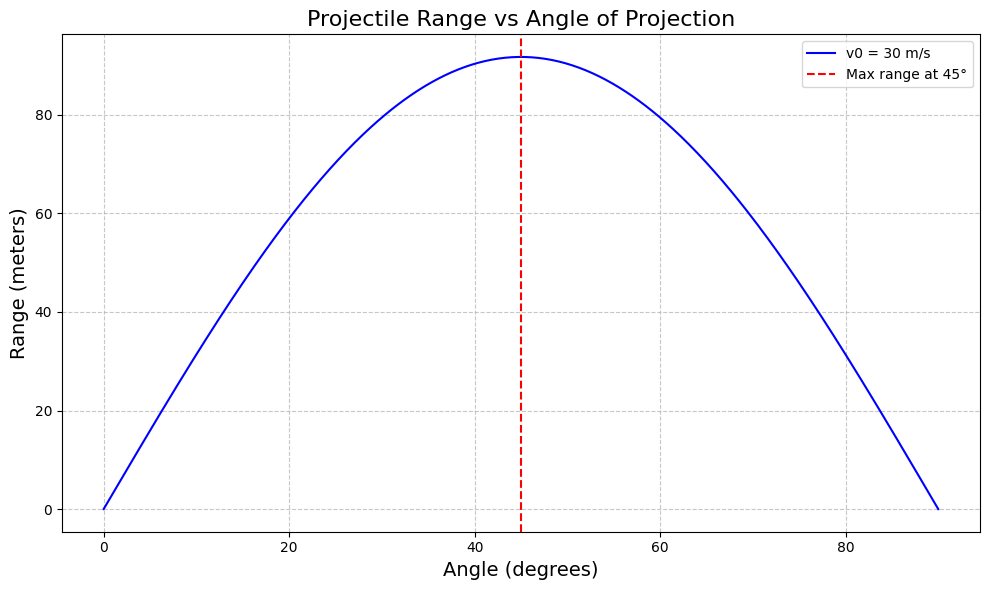 Projectile Range vs Angle of Projection
v0 = 30 m/s
Max range at 45°
Range (meters)
80
60
40
20
0
0 20 40 60 80
Angle (degrees)